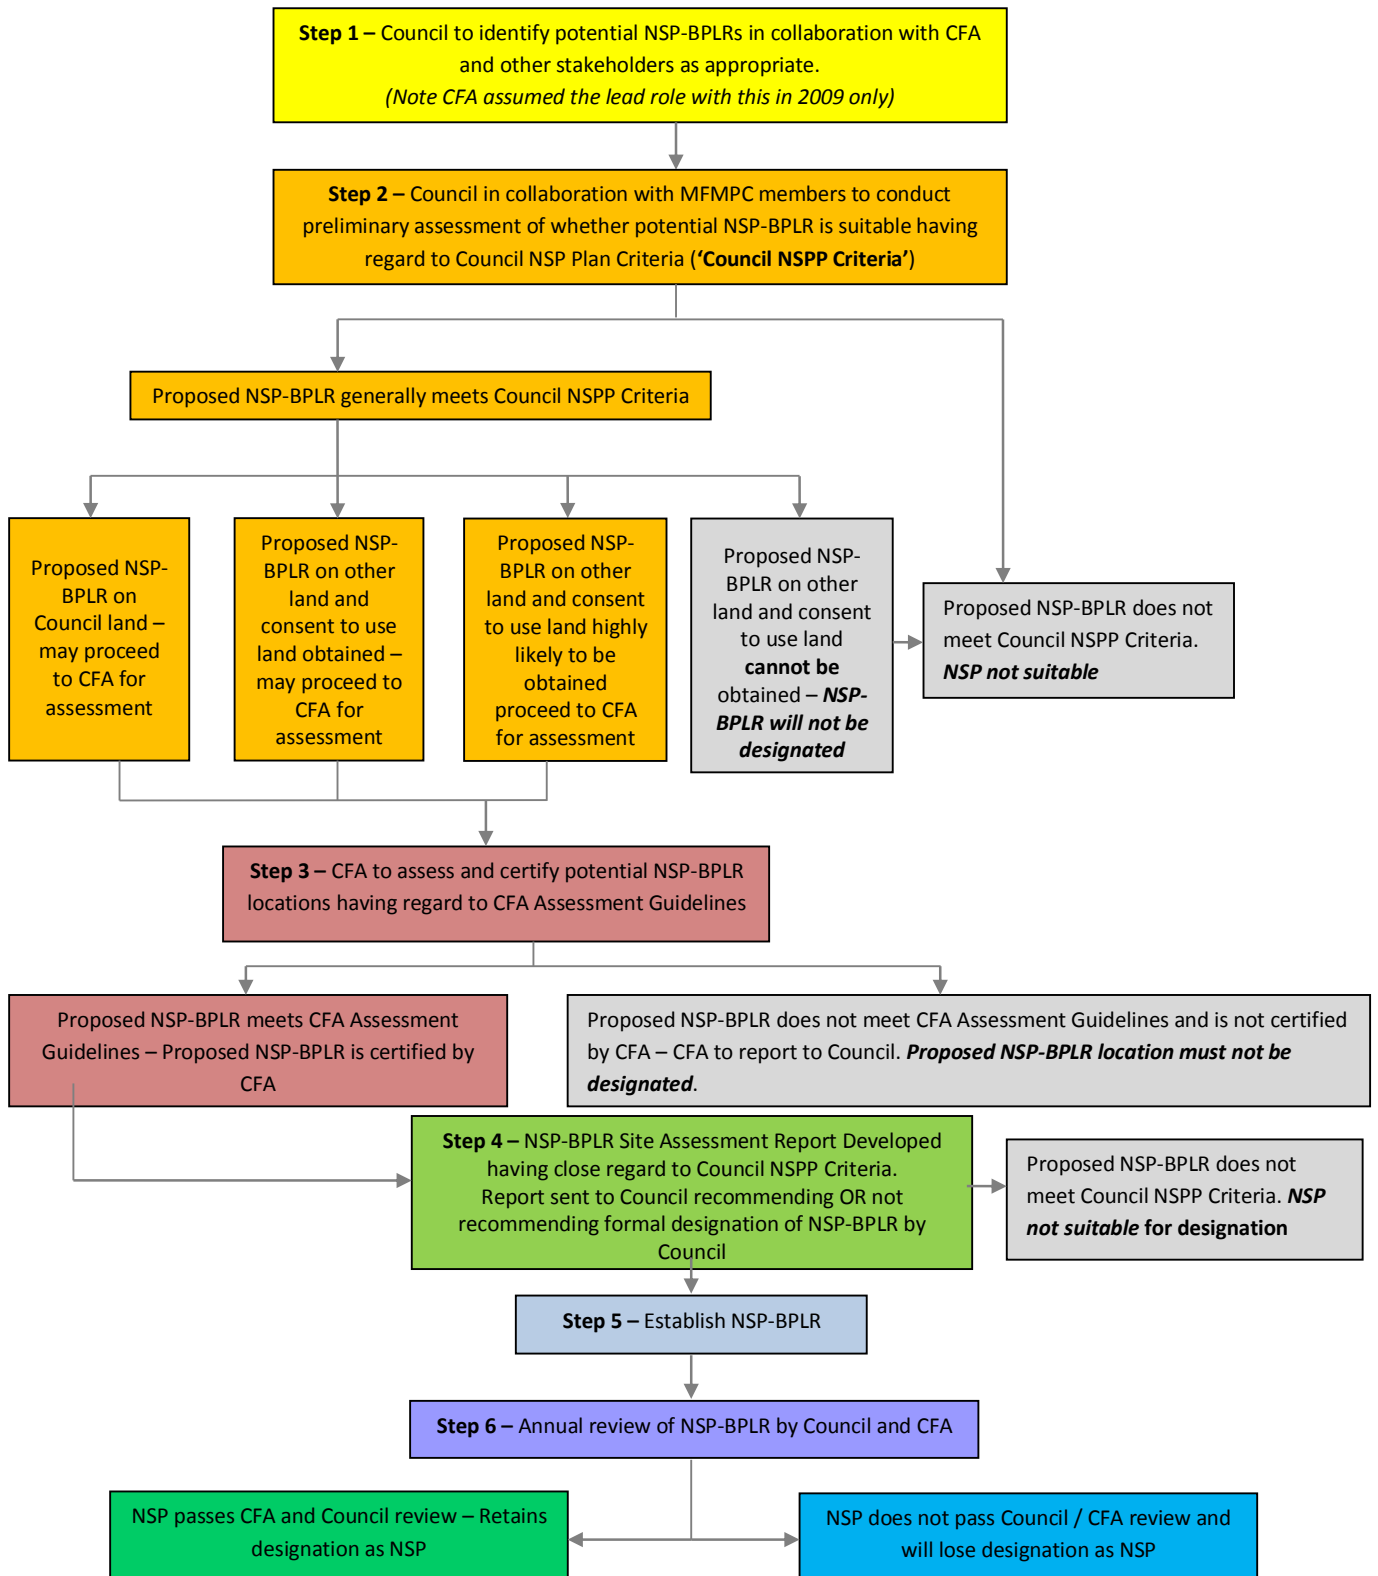 Step 1 – Council to identify potential NSP-BPLRs in collaboration with CFA
and other stakeholders as appropriate.
(Note CFA assumed the lead role with this in 2009 only)
Step 2 – Council in collaboration with MFMPC members to conduct
preliminary assessment of whether potential NSP-BPLR is suitable having
regard to Council NSP Plan Criteria (‘Council NSPP Criteria’)
Proposed NSP-BPLR generally meets Council NSPP Criteria
Proposed NSP-
BPLR on
Council land –
may proceed
to CFA for
assessment
Proposed NSP-
BPLR on other
land and
consent to use
land obtained –
may proceed to
CFA for
assessment
Proposed NSP-
BPLR on other
land and consent
to use land highly
likely to be
obtained
proceed to CFA
for assessment
Proposed NSP-
BPLR on other
land and consent
to use land
cannot be
obtained – NSP-
BPLR will not be
designated
Proposed NSP-BPLR does not
meet Council NSPP Criteria.
NSP not suitable
Step 3 – CFA to assess and certify potential NSP-BPLR
locations having regard to CFA Assessment Guidelines
Proposed NSP-BPLR meets CFA Assessment
Guidelines – Proposed NSP-BPLR is certified by
CFA
Proposed NSP-BPLR does not meet CFA Assessment Guidelines and is not certified
by CFA – CFA to report to Council. Proposed NSP-BPLR location must not be
designated.
Step 4 – NSP-BPLR Site Assessment Report Developed
having close regard to Council NSPP Criteria.
Report sent to Council recommending OR not
recommending formal designation of NSP-BPLR by
Council
Proposed NSP-BPLR does not
meet Council NSPP Criteria. NSP
not suitable for designation
Step 5 – Establish NSP-BPLR
Step 6 – Annual review of NSP-BPLR by Council and CFA
NSP passes CFA and Council review – Retains
designation as NSP
NSP does not pass Council / CFA review and
will lose designation as NSP